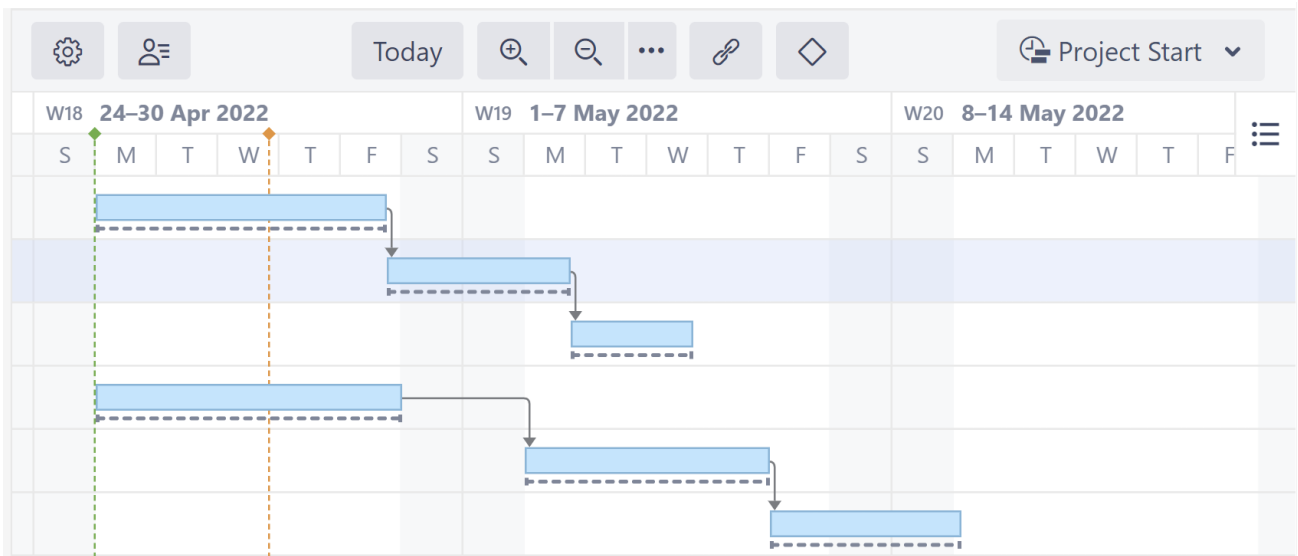 Today
Project Start
W18 24–30 Apr 2022 W19 1–7 May 2022 W20 8–14 May 2022
S M T W T F S S M T W T F S S M T W T F